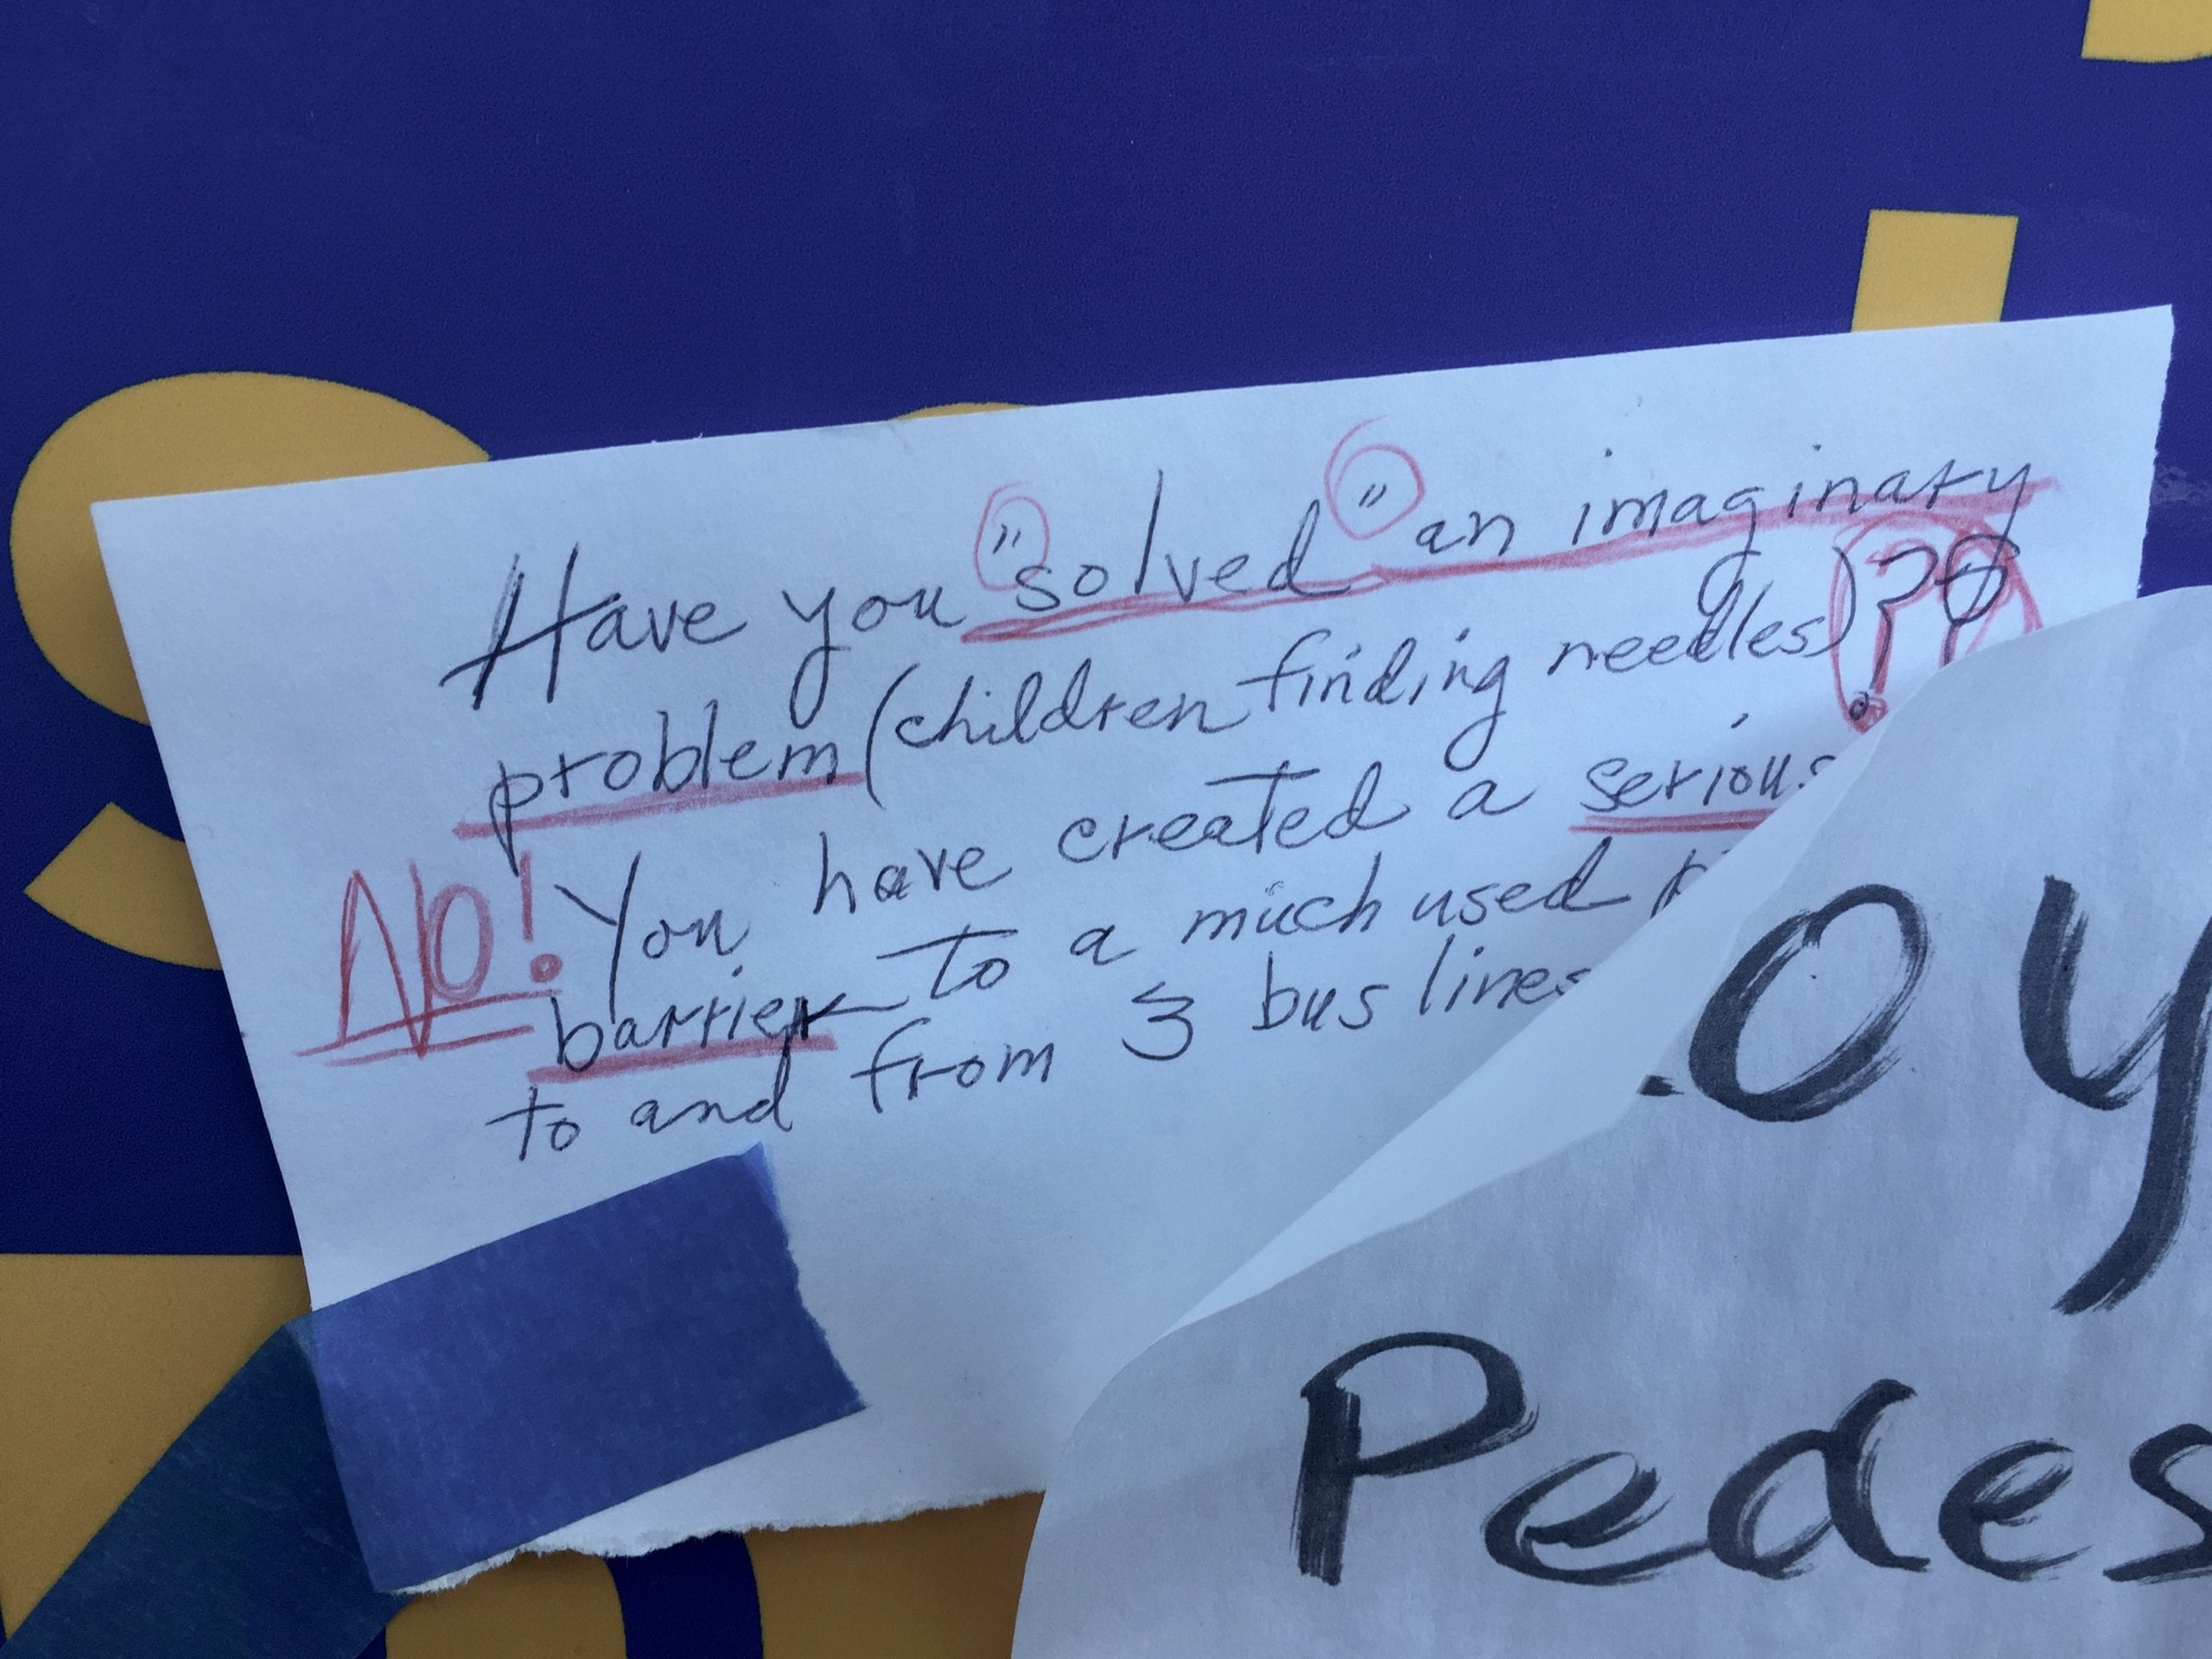 Have you "solved" an imaginary
problem (children finding needles)??
NO! You have created a serious
barrier to a much used
to and from 3 bus lines
oy
Pedes